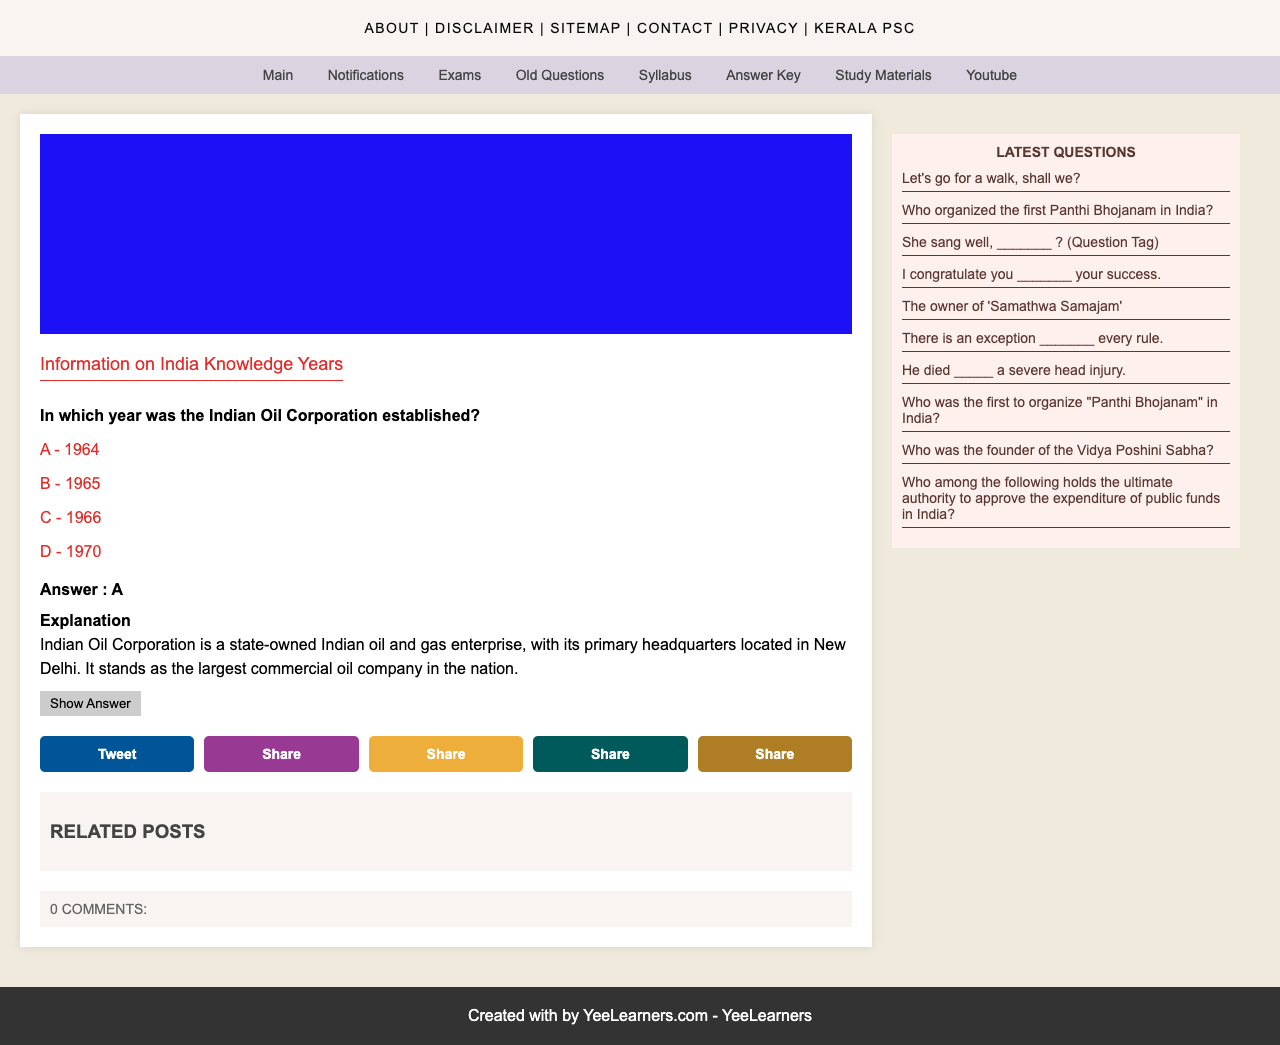 ABOUT | DISCLAIMER | SITEMAP | CONTACT | PRIVACY | KERALA PSC
Main Notifications Exams Old Questions Syllabus Answer Key Study Materials Youtube
Information on India Knowledge Years
In which year was the Indian Oil Corporation established?
A - 1964
B - 1965
C - 1966
D - 1970
Answer : A
Explanation
Indian Oil Corporation is a state-owned Indian oil and gas enterprise, with its primary headquarters located in New
Delhi. It stands as the largest commercial oil company in the nation.
Show Answer
Tweet Share Share Share Share
RELATED POSTS
0 COMMENTS:
LATEST QUESTIONS
Let's go for a walk, shall we?
Who organized the first Panthi Bhojanam in India?
She sang well, _______ ? (Question Tag)
I congratulate you _______ your success.
The owner of 'Samathwa Samajam'
There is an exception _______ every rule.
He died _____ a severe head injury.
Who was the first to organize "Panthi Bhojanam" in
India?
Who was the founder of the Vidya Poshini Sabha?
Who among the following holds the ultimate
authority to approve the expenditure of public funds
in India?
Created with by YeeLearners.com - YeeLearners